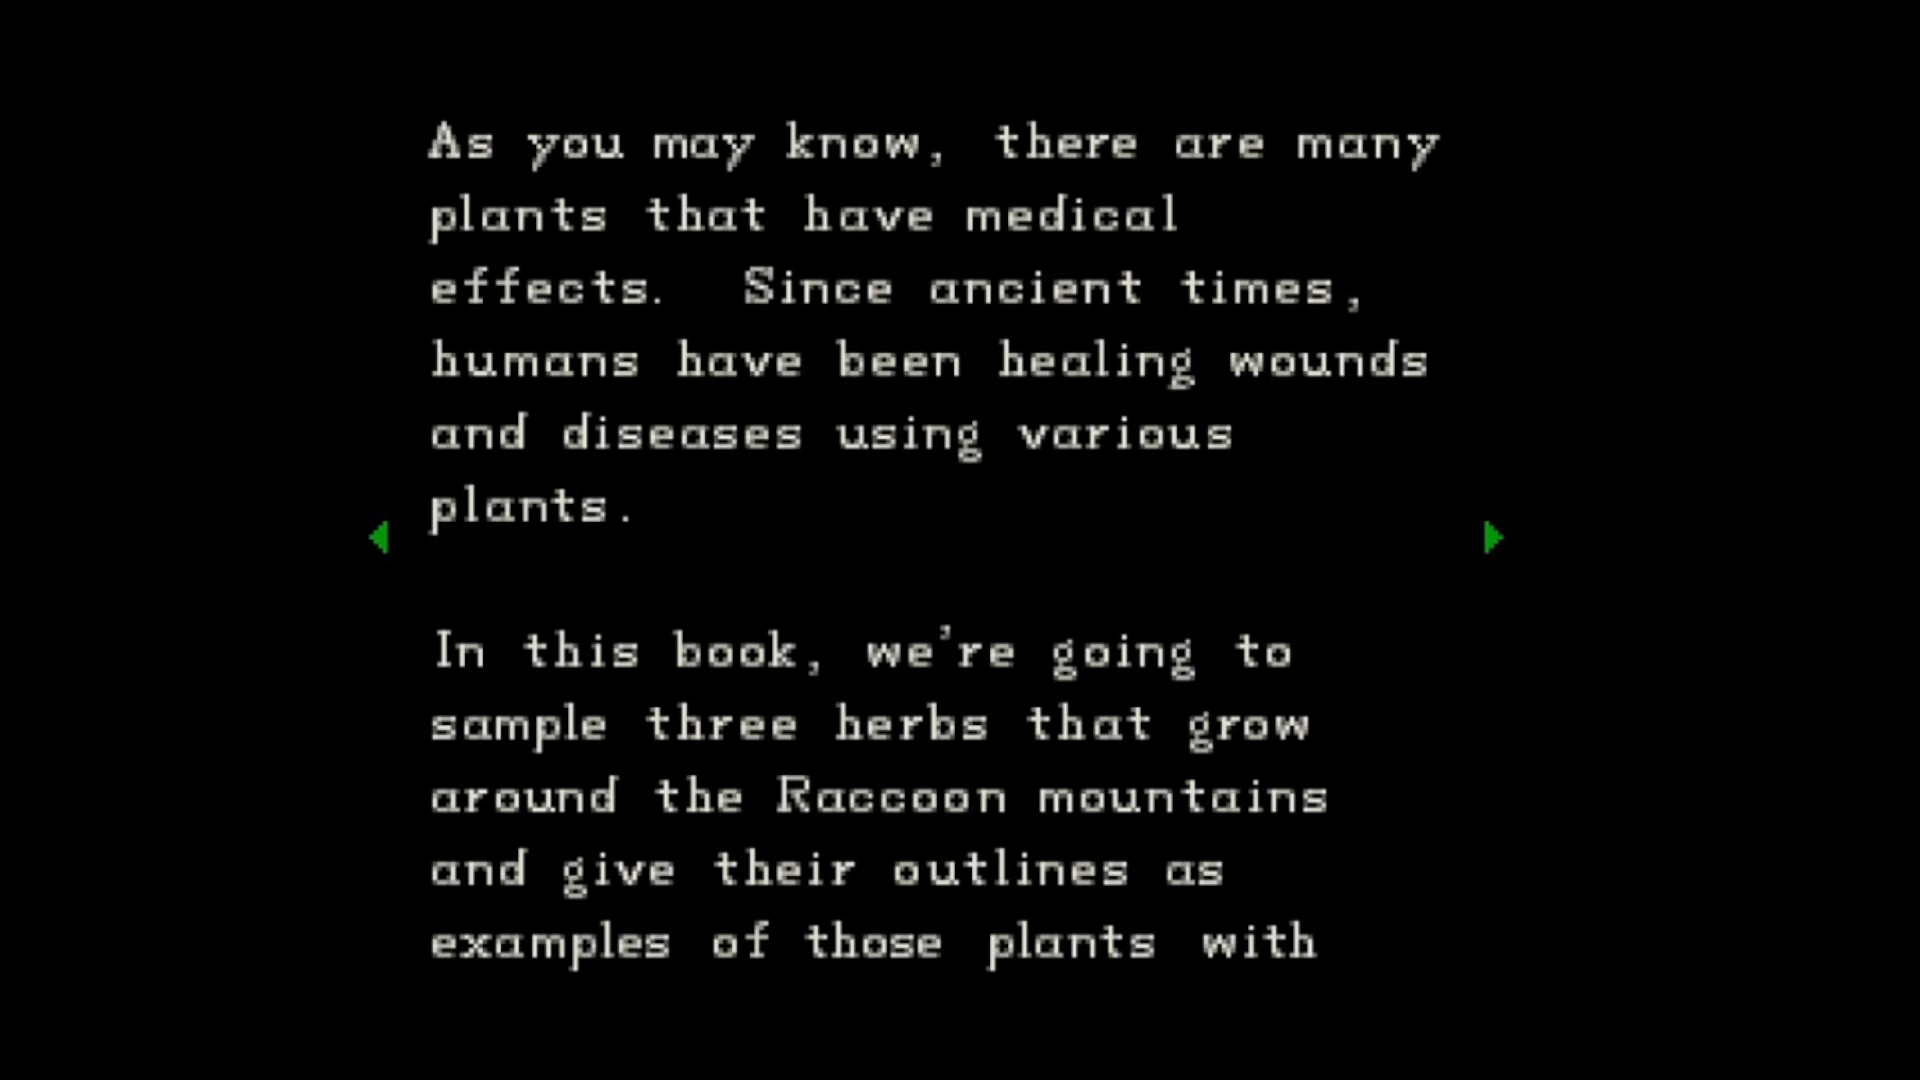 As you may know, there are many
plants that have medical
effects. Since ancient times,
humans have been healing wounds
and diseases using various
plants.
In this book, we're going to
sample three herbs that grow
around the Raccoon mountains
and give their outlines as
examples of those plants with